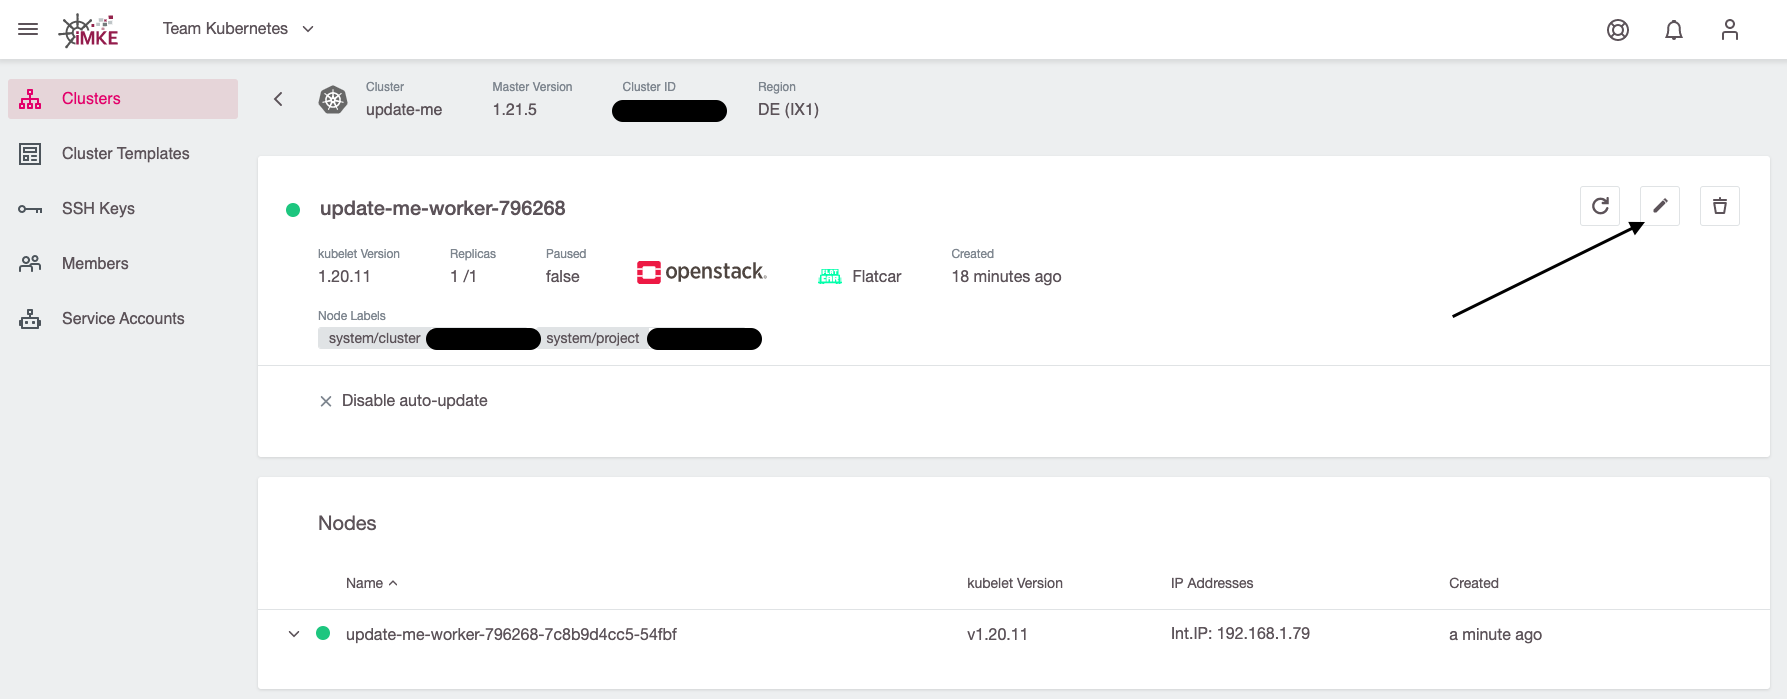 iMKE
Team Kubernetes
Clusters
Cluster Templates
SSH Keys
Members
Service Accounts
Cluster Master Version Cluster ID Region
update-me 1.21.5 DE (IX1)
update-me-worker-796268
kubelet Version Replicas Paused Created
1.20.11 1 /1 false openstack. FLAT CAR Flatcar 18 minutes ago
Node Labels
system/cluster system/project
Disable auto-update
Nodes
Name kubelet Version IP Addresses Created
update-me-worker-796268-7c8b9d4cc5-54fbf v1.20.11 Int.IP: 192.168.1.79 a minute ago